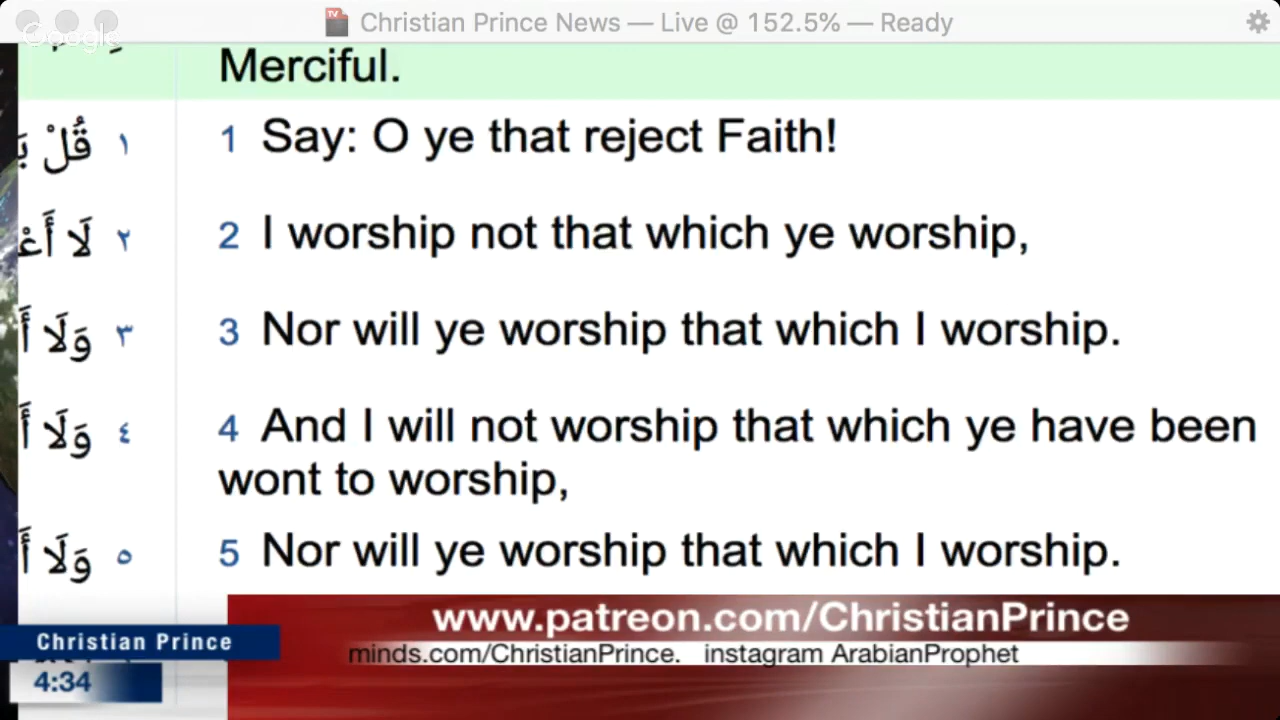 Christian Prince News — Live @ 152.5% — Ready
Google
Merciful.
قُلْ ١
1 Say: O ye that reject Faith!
لَا ٢
2 I worship not that which ye worship,
وَلَا ٣
3 Nor will ye worship that which I worship.
وَلَا ٤
4 And I will not worship that which ye have been
wont to worship,
وَلَا ٥
5 Nor will ye worship that which I worship.
www.patreon.com/ChristianPrince
Christian Prince
minds.com/ChristianPrince. instagram ArabianProphet
4:34